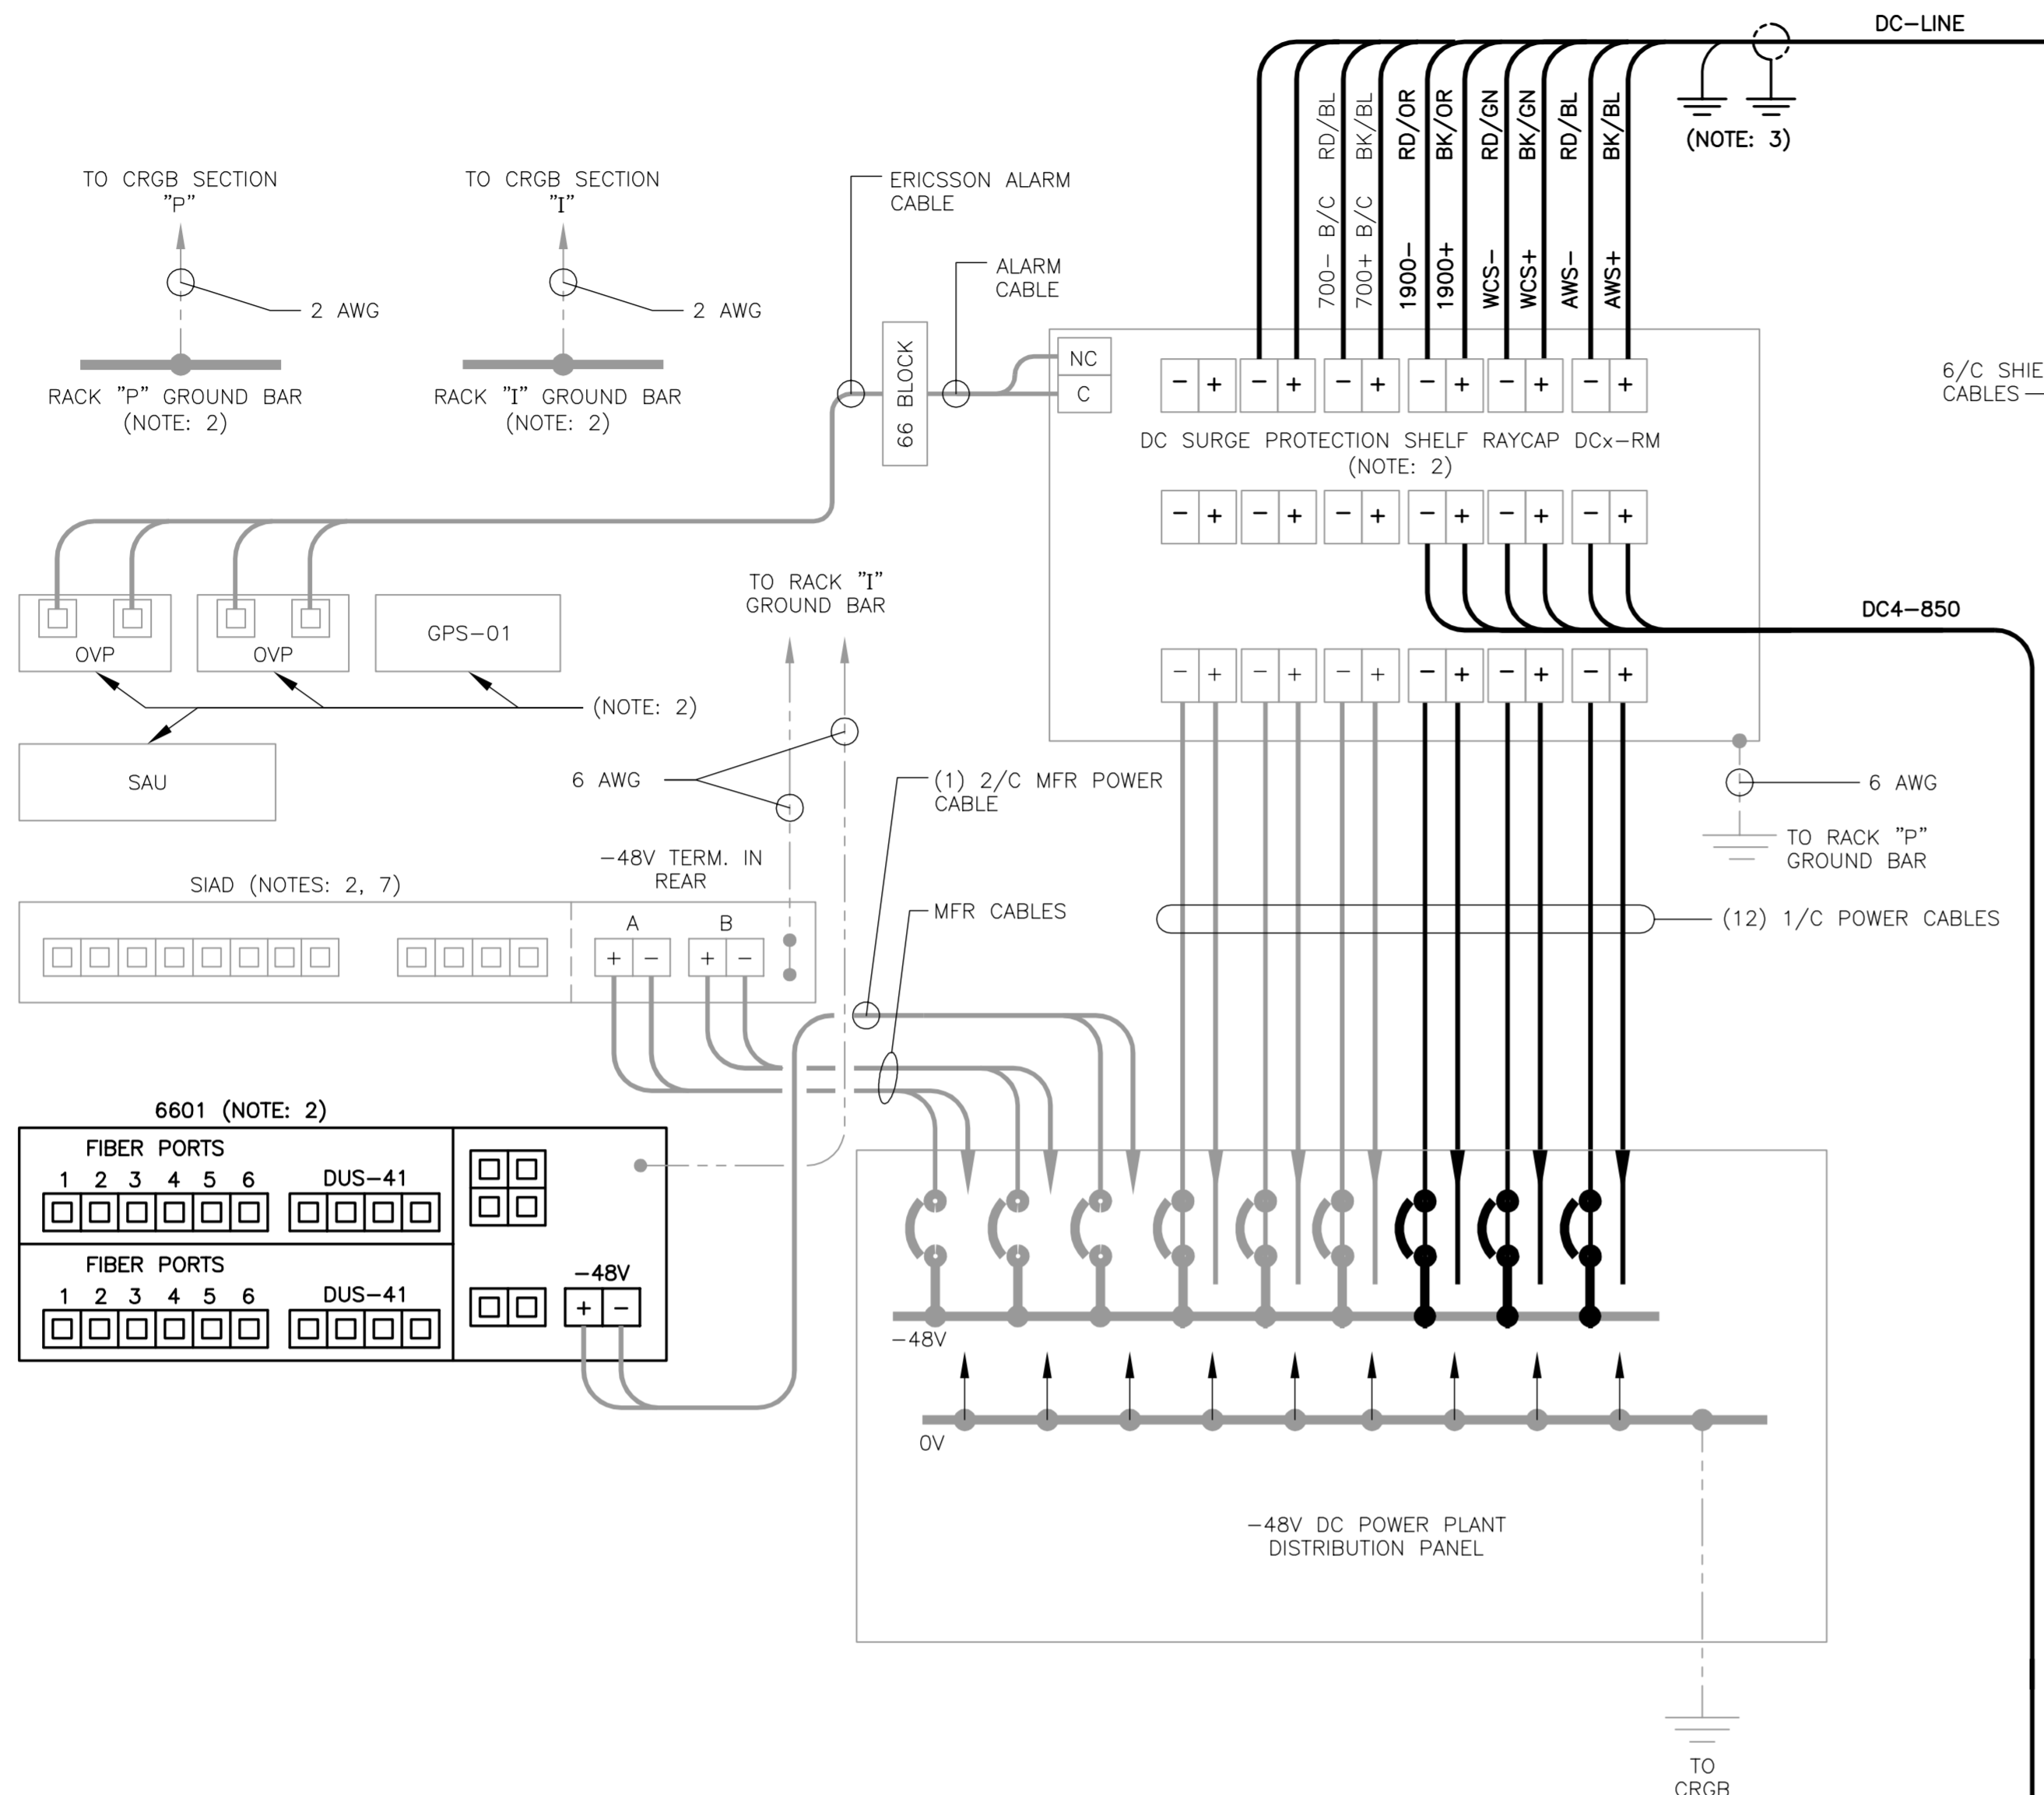 DC-LINE
(NOTE: 3)
RD/BL
BK/BL
RD/OR
BK/OR
RD/GN
BK/GN
RD/BL
BK/BL
700- B/C
700+ B/C
1900-
1900+
WCS-
WCS+
AWS-
AWS+
TO CRGB SECTION
"P"
2 AWG
RACK "P" GROUND BAR
(NOTE: 2)
TO CRGB SECTION
"I"
2 AWG
RACK "I" GROUND BAR
(NOTE: 2)
ERICSSON ALARM
CABLE
ALARM
CABLE
66 BLOCK
NC
C
- + - + - + - + - + - +
DC SURGE PROTECTION SHELF RAYCAP DCx-RM
(NOTE: 2)
- + - + - + - + - + - +
6/C SHIE
CABLES
DC4-850
- + - + - + - + - + - +
OVP
OVP
GPS-01
(NOTE: 2)
SAU
TO RACK "I"
GROUND BAR
6 AWG
(1) 2/C MFR POWER
CABLE
6 AWG
TO RACK "P"
GROUND BAR
-48V TERM. IN
REAR
SIAD (NOTES: 2, 7)
A
B
+ - + -
MFR CABLES
(12) 1/C POWER CABLES
6601 (NOTE: 2)
FIBER PORTS
1 2 3 4 5 6
DUS-41
FIBER PORTS
1 2 3 4 5 6
DUS-41
-48V
+ -
-48V
0V
-48V DC POWER PLANT
DISTRIBUTION PANEL
TO
CRGB